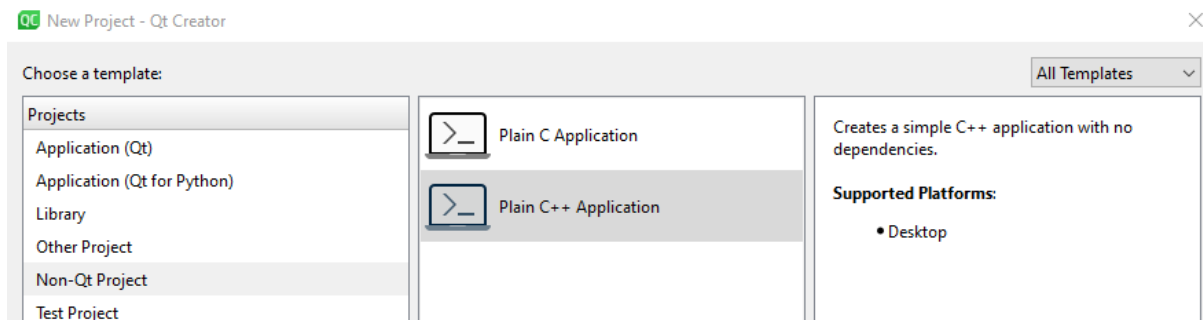 QC New Project - Qt Creator
Choose a template:
All Templates
Projects
Application (Qt)
Application (Qt for Python)
Library
Other Project
Non-Qt Project
Test Project
Plain C Application
Plain C++ Application
Creates a simple C++ application with no
dependencies.
Supported Platforms:
• Desktop